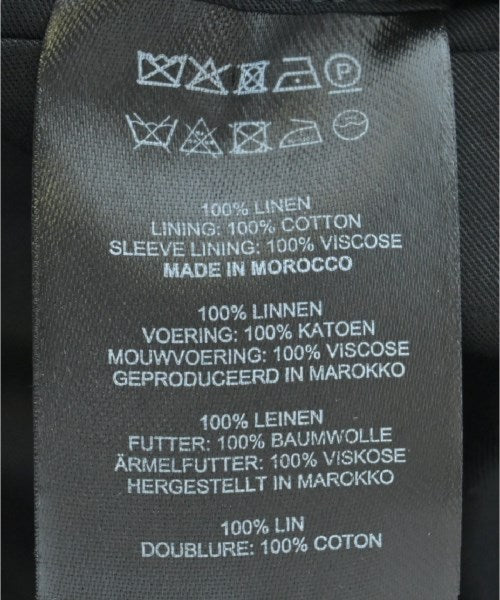 P
100% LINEN
LINING: 100% COTTON
SLEEVE LINING: 100% VISCOSE
MADE IN MOROCCO
100% LINNEN
VOERING: 100% KATOEN
MOUWVOERING: 100% VISCOSE
GEPRODUCEERD IN MAROKKO
100% LEINEN
FUTTER: 100% BAUMWOLLE
ÄRMELFUTTER: 100% VISKOSE
HERGESTELLT IN MAROKKO
100% LIN
DOUBLURE: 100% COTON